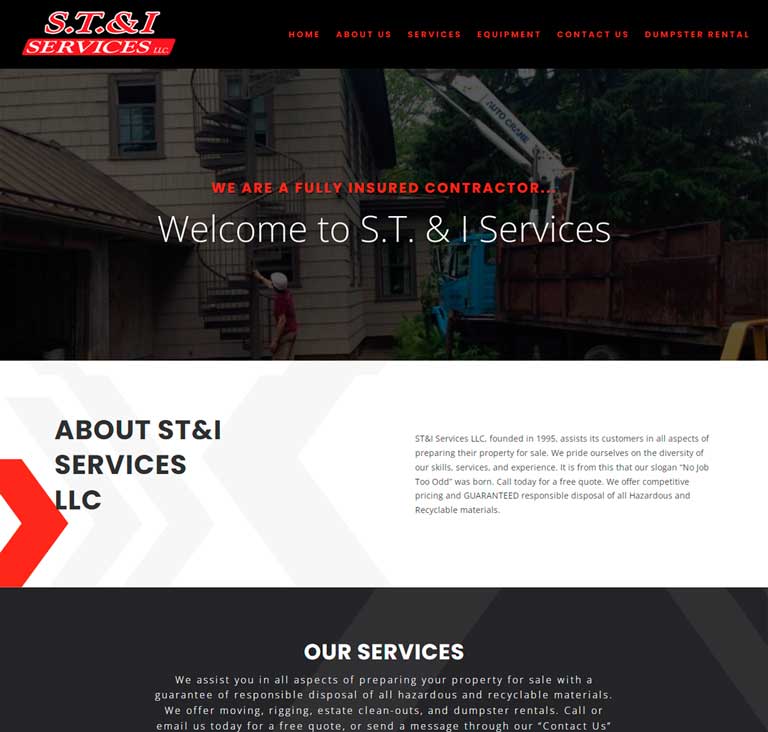 S.T.&I
SERVICES LLC.
HOME ABOUT US SERVICES EQUIPMENT CONTACT US DUMPSTER RENTAL
AUTO CRANE
WE ARE A FULLY INSURED CONTRACTOR...
Welcome to S.T. & I Services
ABOUT ST&I
SERVICES
LLC
ST&I Services LLC, founded in 1995, assists its customers in all aspects of
preparing their property for sale. We pride ourselves on the diversity of
our skills, services, and experience. It is from this that our slogan “No Job
Too Odd” was born. Call today for a free quote. We offer competitive
pricing and GUARANTEED responsible disposal of all Hazardous and
Recyclable materials.
OUR SERVICES
We assist you in all aspects of preparing your property for sale with a
guarantee of responsible disposal of all hazardous and recyclable materials.
We offer moving, rigging, estate clean-outs, and dumpster rentals. Call or
email us today for a free quote, or send a message through our “Contact Us”